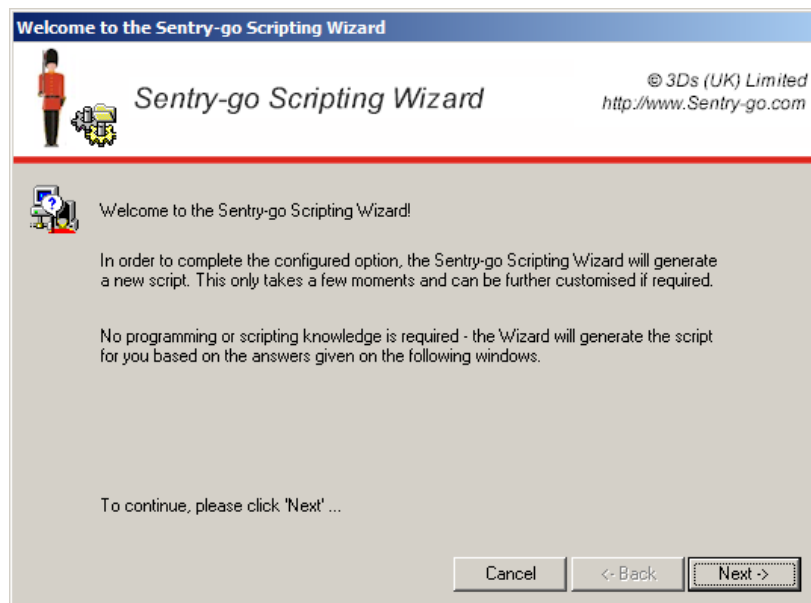 Welcome to the Sentry-go Scripting Wizard
Sentry-go Scripting Wizard
© 3Ds (UK) Limited
http://www.Sentry-go.com
Welcome to the Sentry-go Scripting Wizard!
In order to complete the configured option, the Sentry-go Scripting Wizard will generate
a new script. This only takes a few moments and can be further customised if required.
No programming or scripting knowledge is required - the Wizard will generate the script
for you based on the answers given on the following windows.
To continue, please click 'Next' ...
Cancel
<- Back
Next ->